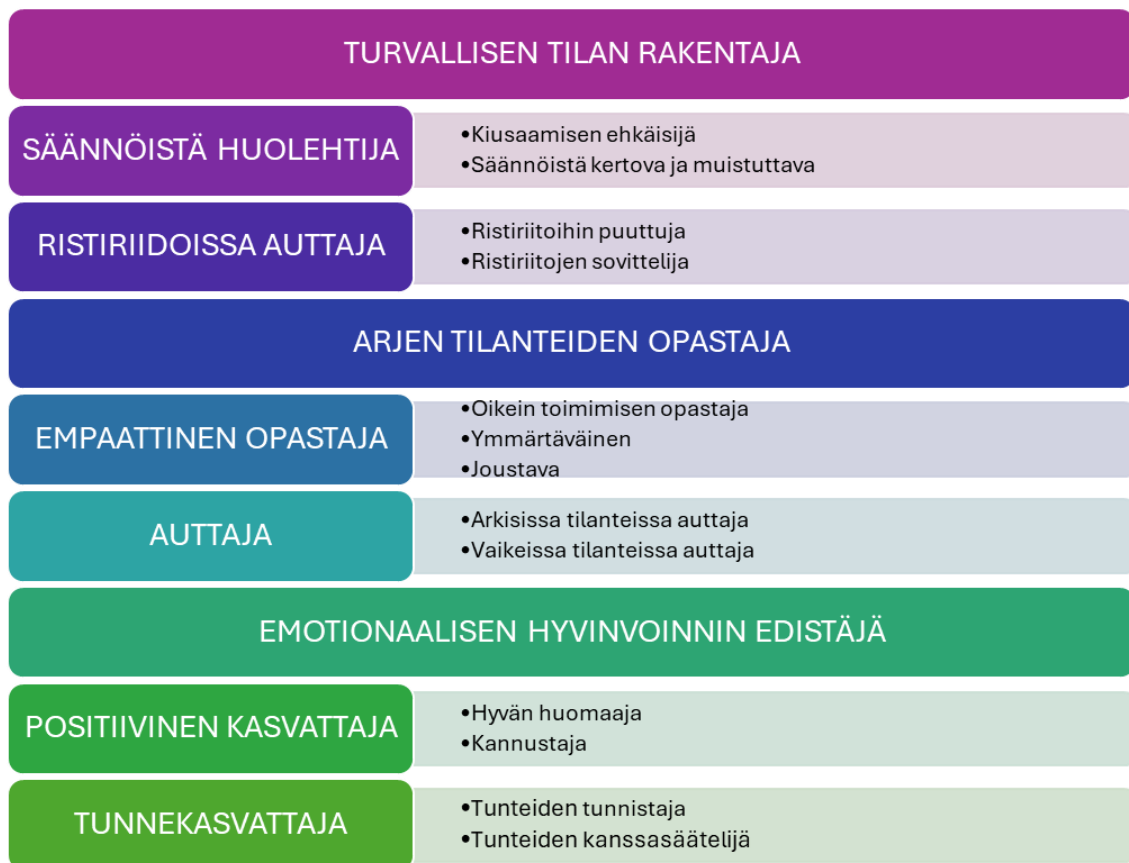 TURVALLISEN TILAN RAKENTAJA
SÄÄNNÖISTÄ HUOLEHTIJA
•Kiusaamisen ehkäisijä
•Säännöistä kertova ja muistuttava
RISTIRIIDOISSA AUTTAJA
•Ristiriitoihin puuttuja
•Ristiriitojen sovittelija
ARJEN TILANTEIDEN OPASTAJA
EMPAATTINEN OPASTAJA
•Oikein toimimisen opastaja
•Ymmärtäväinen
•Joustava
AUTTAJA
•Arkisissa tilanteissa auttaja
•Vaikeissa tilanteissa auttaja
EMOTIONAALISEN HYVINVOINNIN EDISTÄJÄ
POSITIIVINEN KASVATTAJA
•Hyvän huomaaja
•Kannustaja
TUNNEKASVATTAJA
•Tunteiden tunnistaja
•Tunteiden kanssasäätelijä